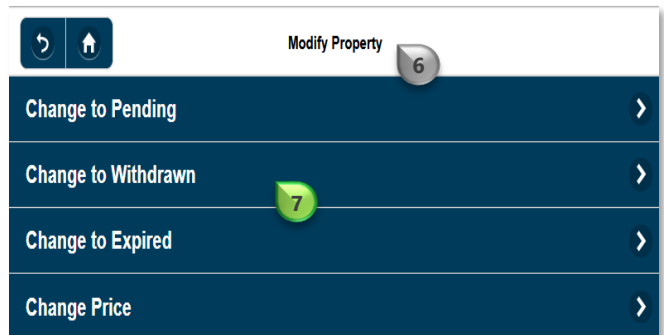 Modify Property
6
Change to Pending
Change to Withdrawn
7
Change to Expired
Change Price